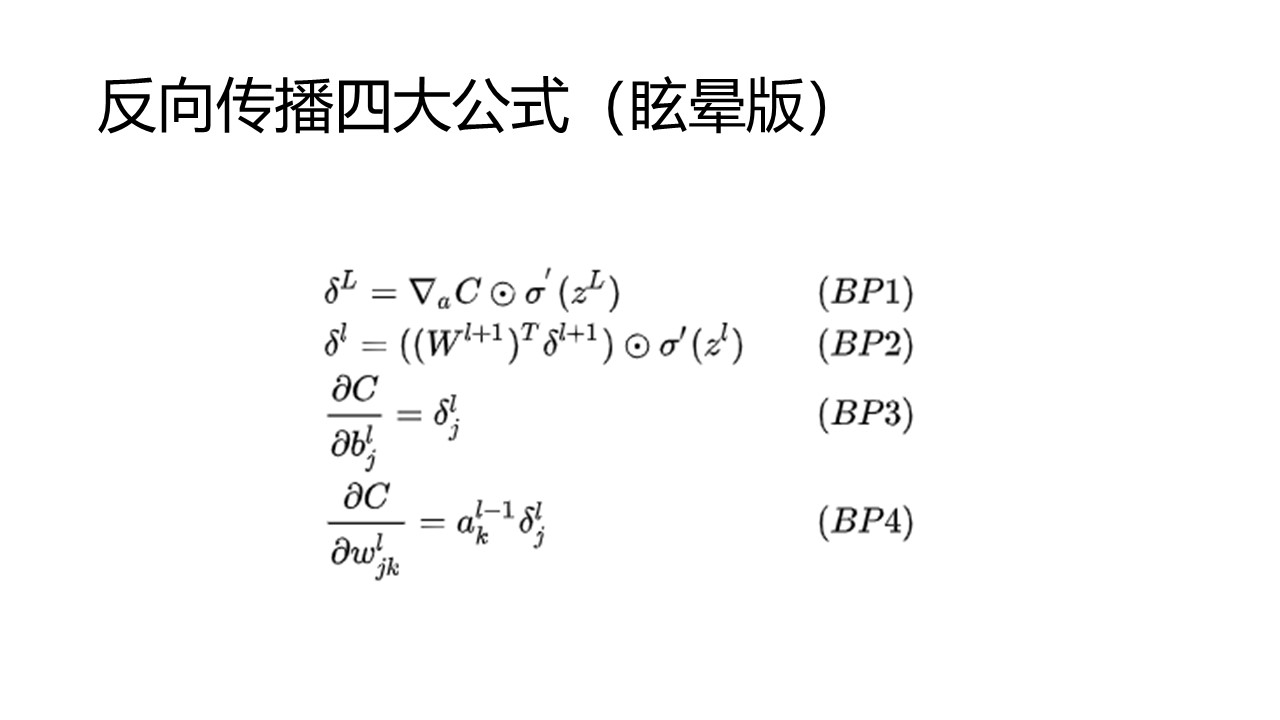 反向传播四大公式（眩晕版）
δ^L = ∇_a C ⊙ σ′(z^L) (BP1)
δ^l = ((W^{l+1})^T δ^{l+1}) ⊙ σ′(z^l) (BP2)
∂C/∂b^l_j = δ^l_j (BP3)
∂C/∂w^l_{jk} = a^{l−1}_k δ^l_j (BP4)